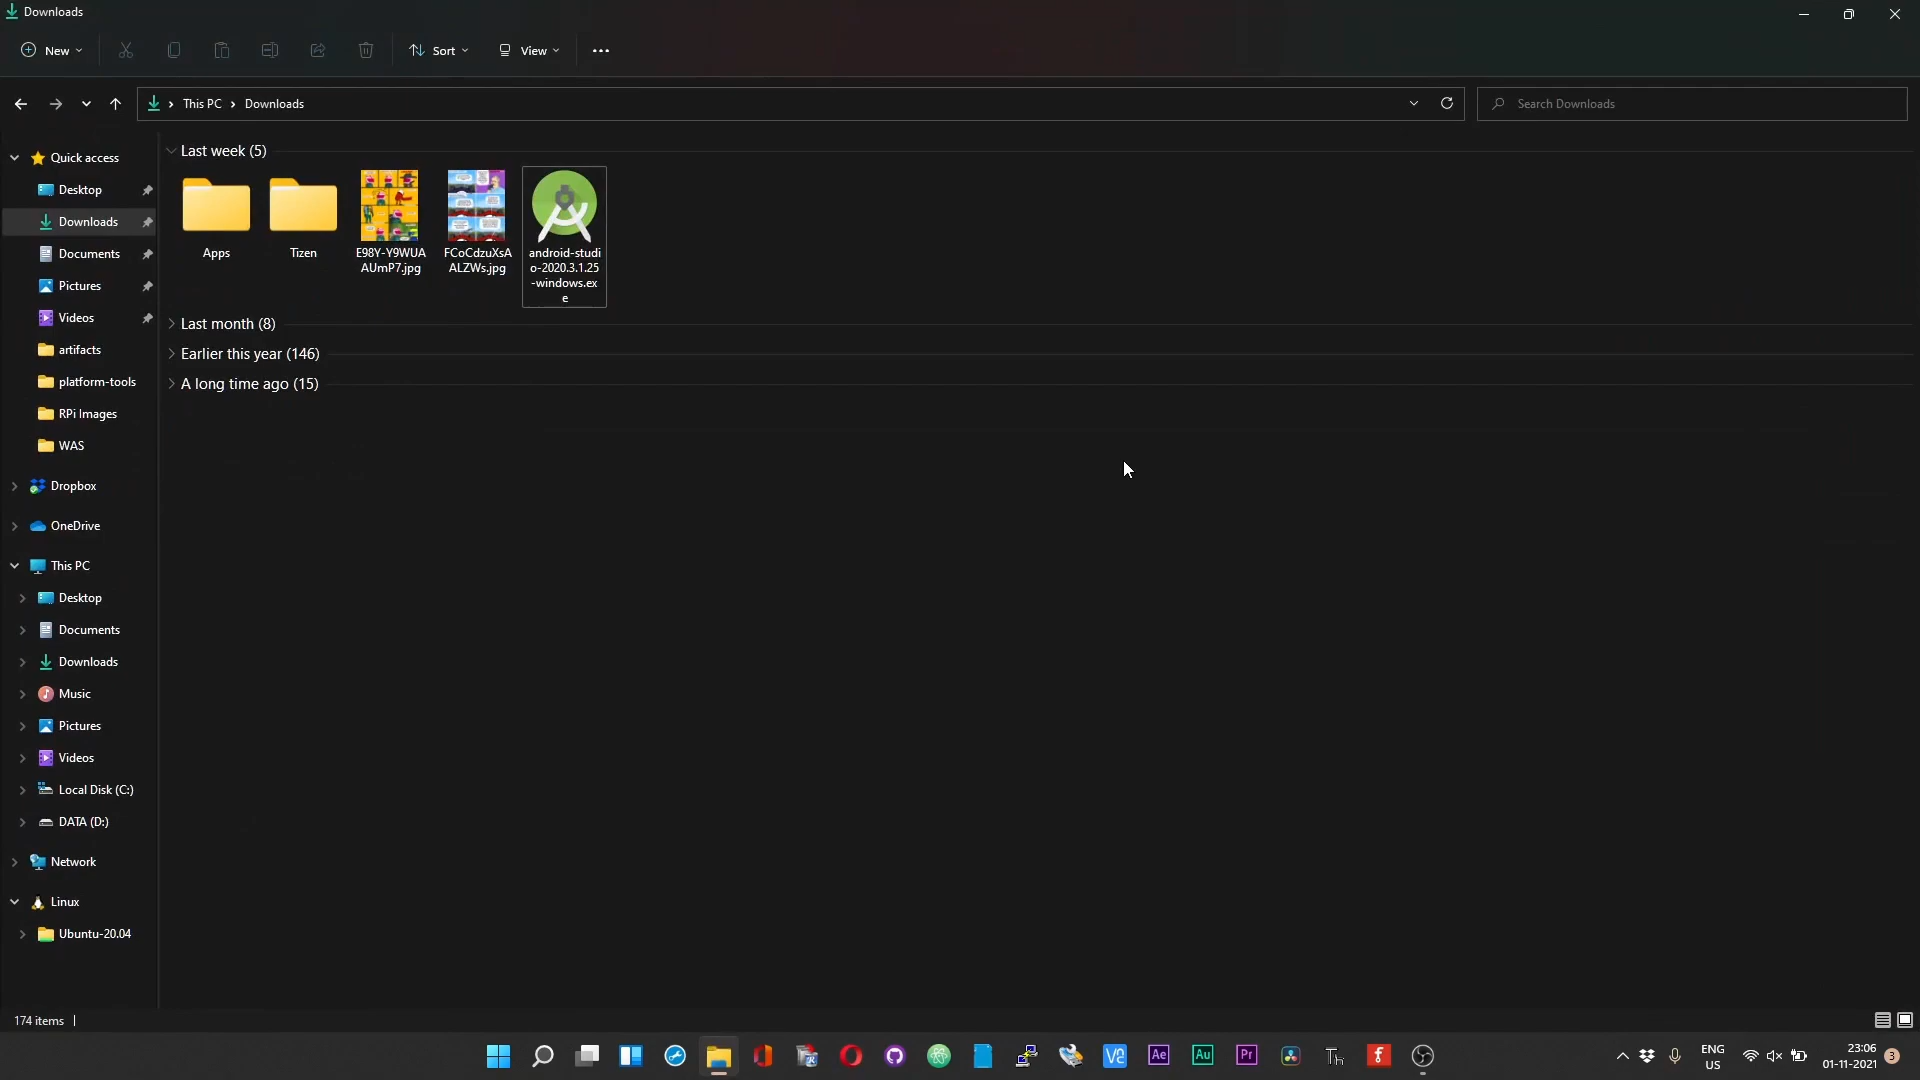 Downloads
New
Sort
View
This PC
Downloads
Search Downloads
Quick access
Desktop
Downloads
Documents
Pictures
Videos
artifacts
platform-tools
RPi Images
WAS
Dropbox
OneDrive
This PC
Desktop
Documents
Downloads
Music
Pictures
Videos
Local Disk (C:)
DATA (D:)
Network
Linux
Ubuntu-20.04
Last week (5)
Apps
Tizen
E98Y-Y9WUA
AUmP7.jpg
FCoCdzuXsA
ALZWs.jpg
android-studi
o-2020.3.1.25
-windows.ex
e
Last month (8)
Earlier this year (146)
A long time ago (15)
174 items
Ae
Au
Pr
ENG
US
23:06
01-11-2021
3